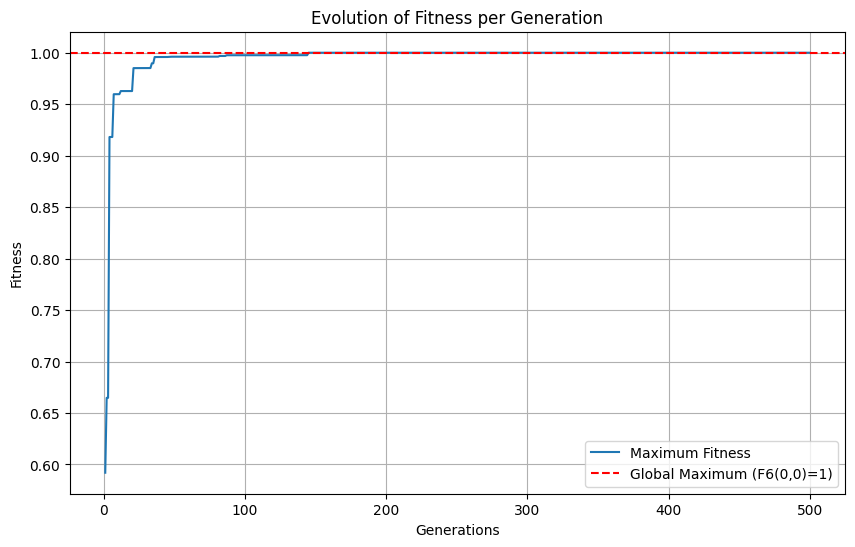 Evolution of Fitness per Generation
1.00
0.95
0.90
0.85
0.80
0.75
0.70
0.65
0.60
Fitness
0 100 200 300 400 500
Generations
Maximum Fitness
Global Maximum (F6(0,0)=1)